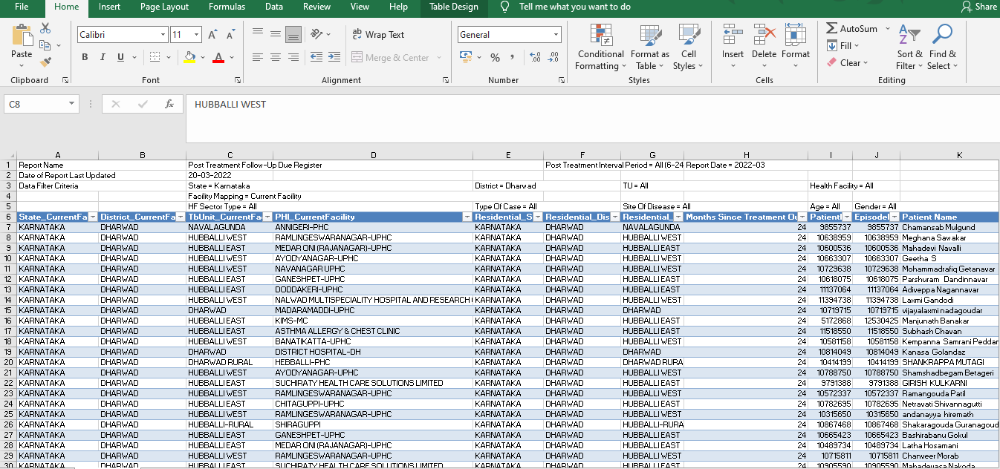 File Home Insert Page Layout Formulas Data Review View Help Table Design Tell me what you want to do Share
Calibri 11 Wrap Text General AutoSum
Paste B I U Merge & Center % Conditional Formatting Format as Table Cell Styles Insert Delete Format Fill Clear Sort & Filter Find & Select
Clipboard Font Alignment Number Styles Cells Editing
C8 fx HUBBALLI WEST
A B C D E F G H I J K
1 Report Name Post Treatment Follow-Up Due Register Post Treatment Interval Period = All (6-24 Report Date = 2022-03
2 Date of Report Last Updated 20-03-2022
3 Data Filter Criteria State = Karnataka District = Dharwad TU = All Health Facility = All
4 Facility Mapping = Current Facility
5 HF Sector Type = All Type Of Case = All Site Of Disease = All Age = All Gender = All
State_CurrentFa District_CurrentFa TbUnit_CurrentFa PHI_CurrentFacility Residential_S Residential_Dis Residential_ Months Since Treatment Ou PatientI EpisodeI Patient Name
7 KARNATAKA DHARWAD NAVALAGUNDA ANNIGERI-PHC KARNATAKA DHARWAD NAVALAGUNDA 24 9855737 9855737 Chamansab Mulgund
8 KARNATAKA DHARWAD HUBBALLI WEST RAMLINGESWARANAGAR-UPHC KARNATAKA DHARWAD HUBBALLI WEST 24 10638959 10638959 Meghana Sawakar
9 KARNATAKA DHARWAD HUBBALLI EAST MEDAR ONI (RAJANAGAR)-UPHC KARNATAKA DHARWAD HUBBALLI EAST 24 10600536 10600536 Mahadevi Navalli
10 KARNATAKA DHARWAD HUBBALLI WEST AYODYANAGAR-UPHC KARNATAKA DHARWAD HUBBALLI WEST 24 10663307 10663307 Geetha S
11 KARNATAKA DHARWAD HUBBALLI WEST NAVANAGAR UPHC KARNATAKA DHARWAD HUBBALLI WEST 24 10729638 10729638 Mohammadrafiq Getanavar
12 KARNATAKA DHARWAD HUBBALLI EAST GANESHPET-UPHC KARNATAKA DHARWAD HUBBALLI EAST 24 10618075 10618075 Parshuram Dandinnavar
13 KARNATAKA DHARWAD HUBBALLI EAST DODDAKERI-UPHC KARNATAKA DHARWAD HUBBALLI EAST 24 11137064 11137064 Adiveppa Nagannavar
14 KARNATAKA DHARWAD HUBBALLI WEST NALWAD MULTISPECIALITY HOSPITAL AND RESEARCH KARNATAKA DHARWAD HUBBALLI WEST 24 11394738 11394738 Laxmi Gandodi
15 KARNATAKA DHARWAD DHARWAD MADARAMADDI-UPHC KARNATAKA DHARWAD DHARWAD 24 10719715 10719715 vijayalaxmi nadagoudar
16 KARNATAKA DHARWAD HUBBALLI EAST KIMS-MC KARNATAKA DHARWAD HUBBALLI EAST 24 5172868 12530425 Manjunath Banakar
17 KARNATAKA DHARWAD HUBBALLI EAST ASTHMA ALLERGY & CHEST CLINIC KARNATAKA DHARWAD HUBBALLI EAST 24 11518550 11518550 Subhash Chavan
18 KARNATAKA DHARWAD HUBBALLI WEST BANATIKATTA-UPHC KARNATAKA DHARWAD HUBBALLI WEST 24 10581158 10581158 Kempanna Samrani Peddar
19 KARNATAKA DHARWAD DHARWAD DISTRICT HOSPITAL-DH KARNATAKA DHARWAD DHARWAD 24 10814049 10814049 Kanasa Golandaz
20 KARNATAKA DHARWAD DHARWAD RURAL HEBBALLI-PHC KARNATAKA DHARWAD DHARWAD RURA 24 10414199 10414199 SHANKRAPPA MUTAGI
21 KARNATAKA DHARWAD HUBBALLI WEST AYODYANAGAR-UPHC KARNATAKA DHARWAD HUBBALLI WEST 24 10788750 10788750 Shamshadbegam Betageri
22 KARNATAKA DHARWAD HUBBALLI EAST SUCHIRATY HEALTH CARE SOLUTIONS LIMITED KARNATAKA DHARWAD HUBBALLI EAST 24 9791388 9791388 GIRISH KULKARNI
23 KARNATAKA DHARWAD HUBBALLI WEST RAMLINGESWARANAGAR-UPHC KARNATAKA DHARWAD HUBBALLI WEST 24 10572337 10572337 Ramangouda Patil
24 KARNATAKA DHARWAD HUBBALLI EAST CHITAGUPPI-UPHC KARNATAKA DHARWAD HUBBALLI EAST 24 10782695 10782695 Netravati Shivannagutti
25 KARNATAKA DHARWAD HUBBALLI WEST RAMLINGESWARANAGAR-UPHC KARNATAKA DHARWAD HUBBALLI WEST 24 10315650 10315650 andanayya hiremath
26 KARNATAKA DHARWAD HUBBALLI-RURAL SHIRAGUPPI KARNATAKA DHARWAD HUBBALLI-RURA 24 10867468 10867468 Shakaragouda Guranagoud
27 KARNATAKA DHARWAD HUBBALLI EAST GANESHPET-UPHC KARNATAKA DHARWAD HUBBALLI EAST 24 10665423 10665423 Bashirabanu Gokul
28 KARNATAKA DHARWAD HUBBALLI EAST MEDAR ONI (RAJANAGAR)-UPHC KARNATAKA DHARWAD HUBBALLI EAST 24 10489734 10489734 Latha Hosamani
29 KARNATAKA DHARWAD HUBBALLI WEST RAMLINGESWARANAGAR-UPHC KARNATAKA DHARWAD HUBBALLI WEST 24 10715811 10715811 Chanveer Morab
30 KARNATAKA DHARWAD HUBBALLI EAST SUCHIRATY HEALTH CARE SOLUTIONS LIMITED KARNATAKA DHARWAD HUBBALLI EAST 24 10905590 10905590